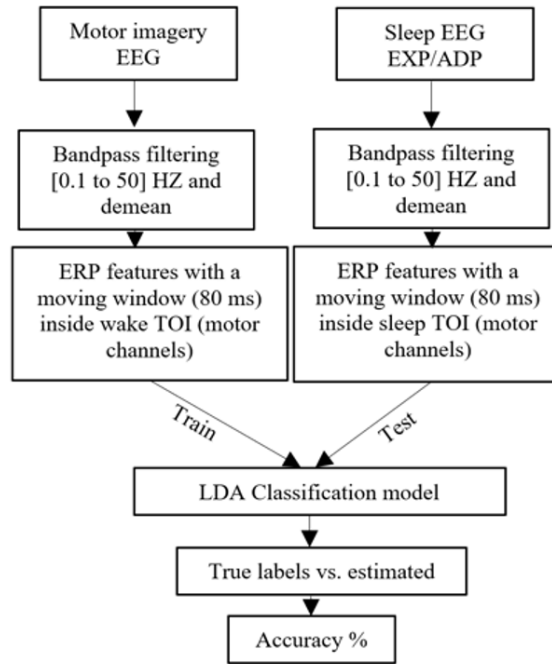 Motor imagery
EEG
Sleep EEG
EXP/ADP
Bandpass filtering
[0.1 to 50] HZ and
demean
Bandpass filtering
[0.1 to 50] HZ and
demean
ERP features with a
moving window (80 ms)
inside wake TOI (motor
channels)
ERP features with a
moving window (80 ms)
inside sleep TOI (motor
channels)
Train
Test
LDA Classification model
True labels vs. estimated
Accuracy %